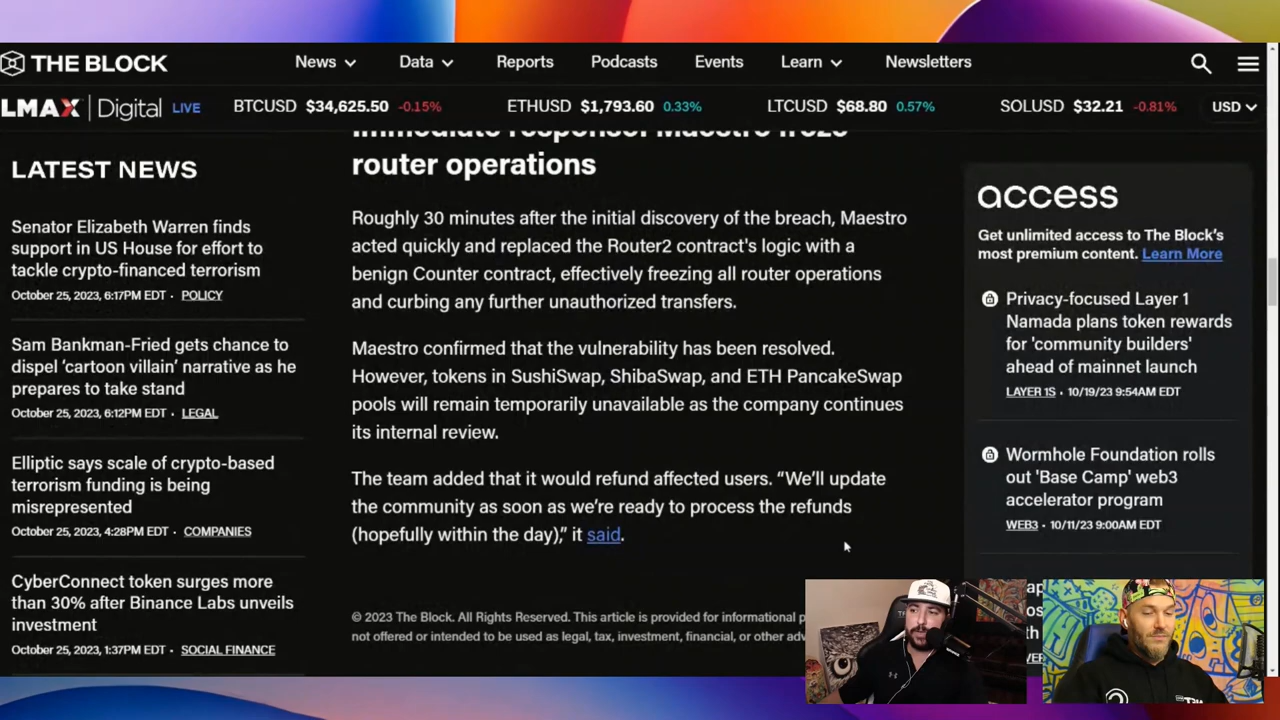 THE BLOCK
News
Data
Reports
Podcasts
Events
Learn
Newsletters
LMAX Digital LIVE
BTCUSD $34,625.50 -0.15%
ETHUSD $1,793.60 0.33%
LTCUSD $68.80 0.57%
SOLUSD $32.21 -0.81%
USD
LATEST NEWS
Senator Elizabeth Warren finds
support in US House for effort to
tackle crypto-financed terrorism
October 25, 2023, 6:17PM EDT • POLICY
Sam Bankman-Fried gets chance to
dispel ‘cartoon villain’ narrative as he
prepares to take stand
October 25, 2023, 6:12PM EDT • LEGAL
Elliptic says scale of crypto-based
terrorism funding is being
misrepresented
October 25, 2023, 4:28PM EDT • COMPANIES
CyberConnect token surges more
than 30% after Binance Labs unveils
investment
October 25, 2023, 1:37PM EDT • SOCIAL FINANCE
Immediate response: Maestro froze
router operations
Roughly 30 minutes after the initial discovery of the breach, Maestro
acted quickly and replaced the Router2 contract's logic with a
benign Counter contract, effectively freezing all router operations
and curbing any further unauthorized transfers.
Maestro confirmed that the vulnerability has been resolved.
However, tokens in SushiSwap, ShibaSwap, and ETH PancakeSwap
pools will remain temporarily unavailable as the company continues
its internal review.
The team added that it would refund affected users. “We’ll update
the community as soon as we’re ready to process the refunds
(hopefully within the day),” it said.
© 2023 The Block. All Rights Reserved. This article is provided for informational
not offered or intended to be used as legal, tax, investment, financial, or other
access
Get unlimited access to The Block’s
most premium content. Learn More
Privacy-focused Layer 1
Namada plans token rewards
for 'community builders'
ahead of mainnet launch
LAYER 1S • 10/19/23 9:54AM EDT
Wormhole Foundation rolls
out 'Base Camp' web3
accelerator program
WEB3 • 10/11/23 9:00AM EDT